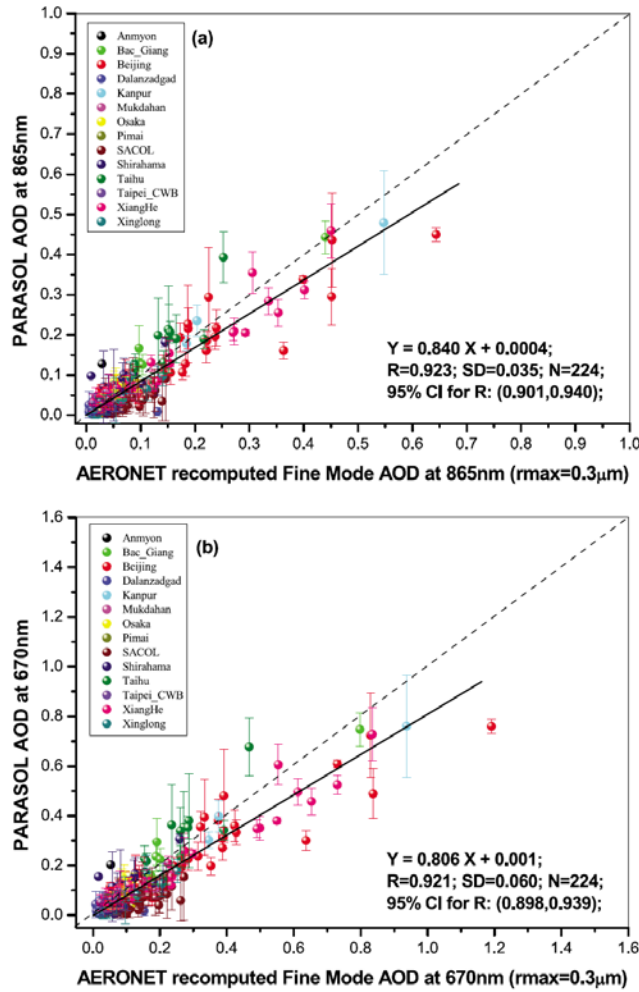 (a)
Anmyon
Bac_Giang
Beijing
Dalanzadgad
Kanpur
Mukdahan
Osaka
Pimai
SACOL
Shirahama
Taihu
Taipei_CWB
XiangHe
Xinglong
PARASOL AOD at 865nm
1.0
0.9
0.8
0.7
0.6
0.5
0.4
0.3
0.2
0.1
0.0
Y = 0.840 X + 0.0004;
R=0.923; SD=0.035; N=224;
95% CI for R: (0.901,0.940);
0.0 0.1 0.2 0.3 0.4 0.5 0.6 0.7 0.8 0.9 1.0
AERONET recomputed Fine Mode AOD at 865nm (rmax=0.3μm)
(b)
Anmyon
Bac_Giang
Beijing
Dalanzadgad
Kanpur
Mukdahan
Osaka
Pimai
SACOL
Shirahama
Taihu
Taipei_CWB
XiangHe
Xinglong
PARASOL AOD at 670nm
1.6
1.4
1.2
1.0
0.8
0.6
0.4
0.2
0.0
Y = 0.806 X + 0.001;
R=0.921; SD=0.060; N=224;
95% CI for R: (0.898,0.939);
0.0 0.2 0.4 0.6 0.8 1.0 1.2 1.4 1.6
AERONET recomputed Fine Mode AOD at 670nm (rmax=0.3μm)